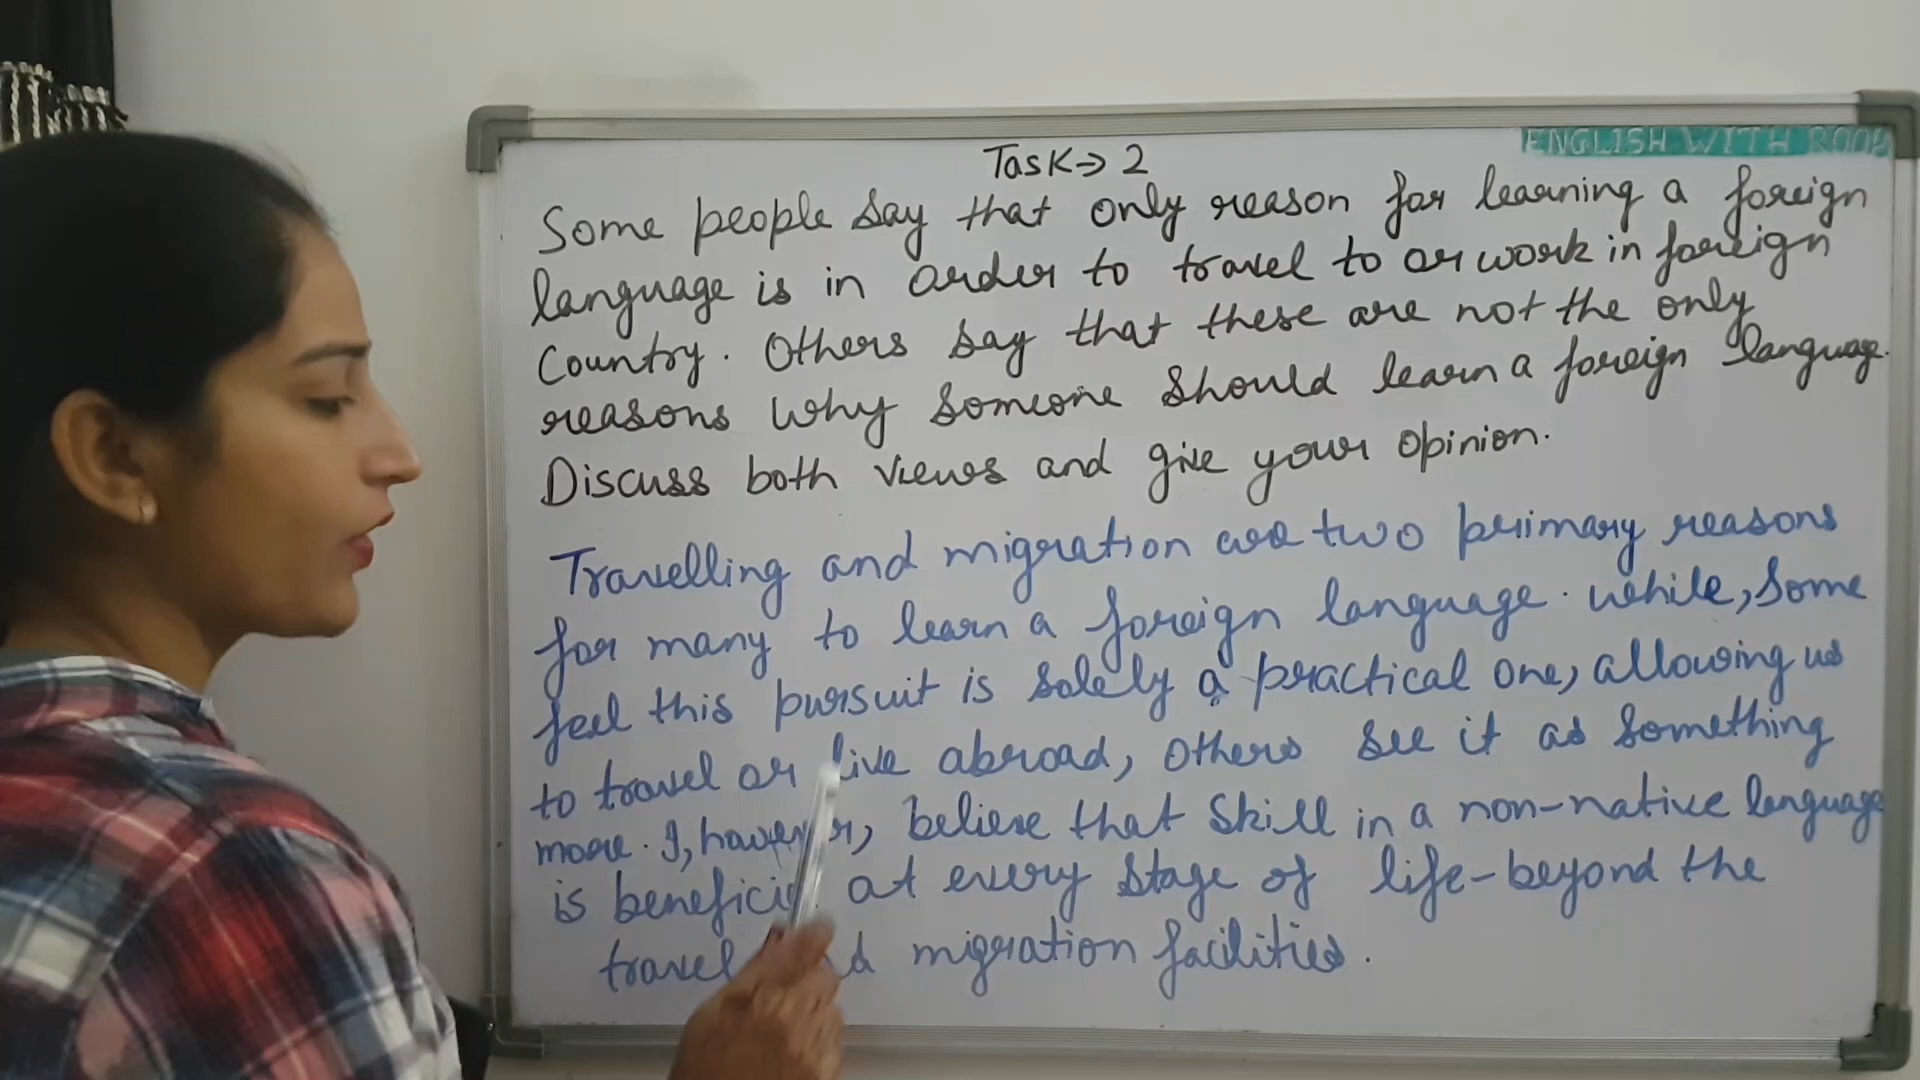 ENGLISH WITH ROOP
Task→2
Some people say that only reason for learning a foreign
language is in order to travel to or work in foreign
Country. Others say that these are not the only
reasons why someone should learn a foreign language.
Discuss both views and give your opinion.
Travelling and migration are two primary reasons
for many to learn a foreign language. While, some
feel this pursuit is solely a practical one, allowing us
to travel or live abroad, others see it as something
more. I, however, believe that skill in a non-native language
is benefici at every stage of life-beyond the
travel migration facilities.